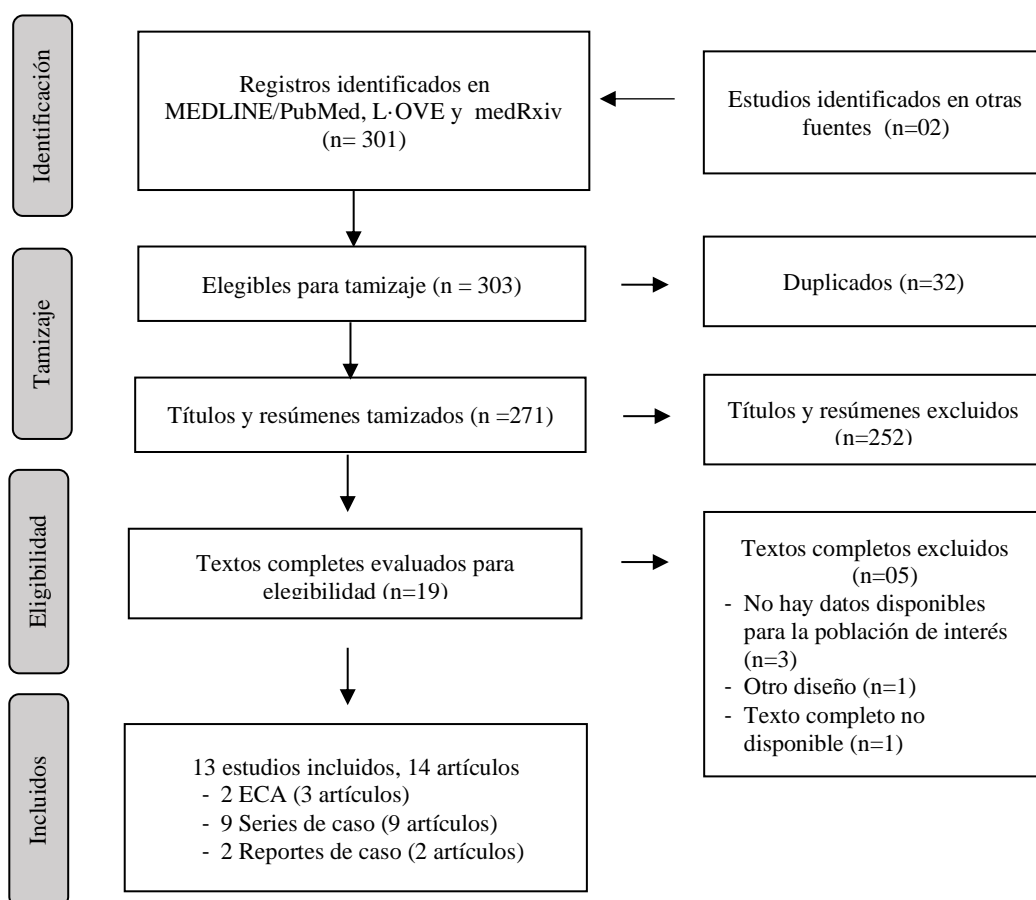 Identificación
Registros identificados en
MEDLINE/PubMed, L·OVE y medRxiv
(n= 301)
Estudios identificados en otras
fuentes (n=02)
Tamizaje
Elegibles para tamizaje (n = 303)
Duplicados (n=32)
Títulos y resúmenes tamizados (n =271)
Títulos y resúmenes excluidos
(n=252)
Eligibilidad
Textos completes evaluados para
elegibilidad (n=19)
Textos completos excluidos
(n=05)
- No hay datos disponibles
para la población de interés
(n=3)
- Otro diseño (n=1)
- Texto completo no
disponible (n=1)
Incluidos
13 estudios incluidos, 14 artículos
- 2 ECA (3 artículos)
- 9 Series de caso (9 artículos)
- 2 Reportes de caso (2 artículos)